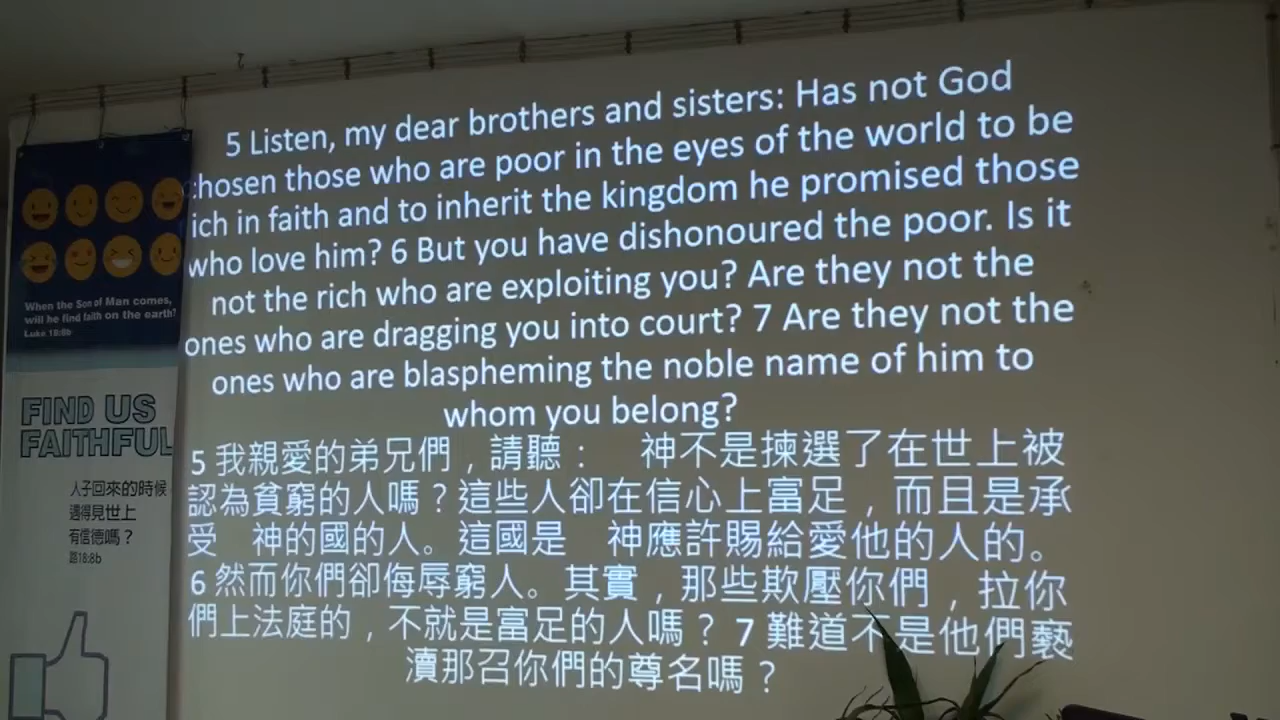 5 Listen, my dear brothers and sisters: Has not God
hosen those who are poor in the eyes of the world to be
ich in faith and to inherit the kingdom he promised those
who love him? 6 But you have dishonoured the poor. Is it
not the rich who are exploiting you? Are they not the
ones who are dragging you into court? 7 Are they not the
ones who are blaspheming the noble name of him to
whom you belong?
5 我親愛的弟兄們，請聽： 神不是揀選了在世上被
認為貧窮的人嗎？這些人卻在信心上富足，而且是承
受 神的國的人。這國是 神應許賜給愛他的人的。
6 然而你們卻侮辱窮人。其實，那些欺壓你們，拉你
們上法庭的，不就是富足的人嗎？ 7 難道不是他們褻
瀆那召你們的尊名嗎？
When the Son of Man comes,
will he find faith on the earth?
Luke 18:8b
FIND US
FAITHFUL
人子回來的時候
遇得見世上
有信德嗎？
路18:8b